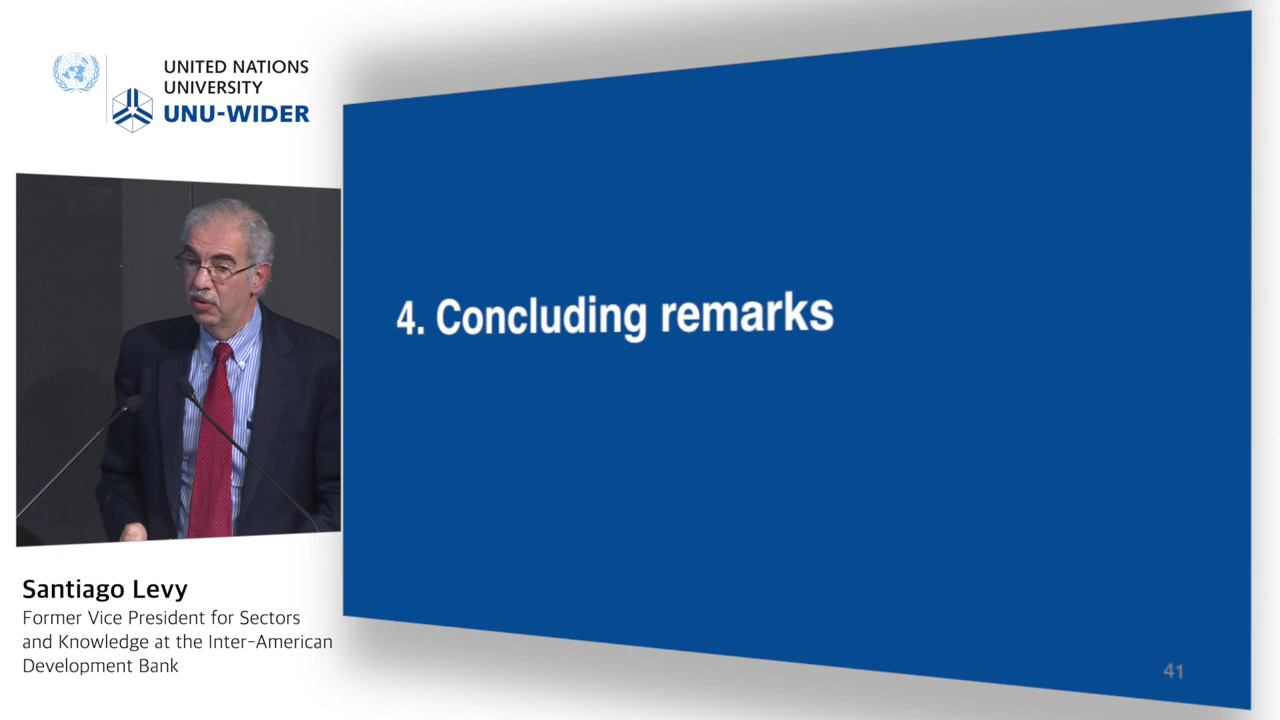 UNITED NATIONS
UNIVERSITY
UNU-WIDER
4. Concluding remarks
Santiago Levy
Former Vice President for Sectors
and Knowledge at the Inter-American
Development Bank
41